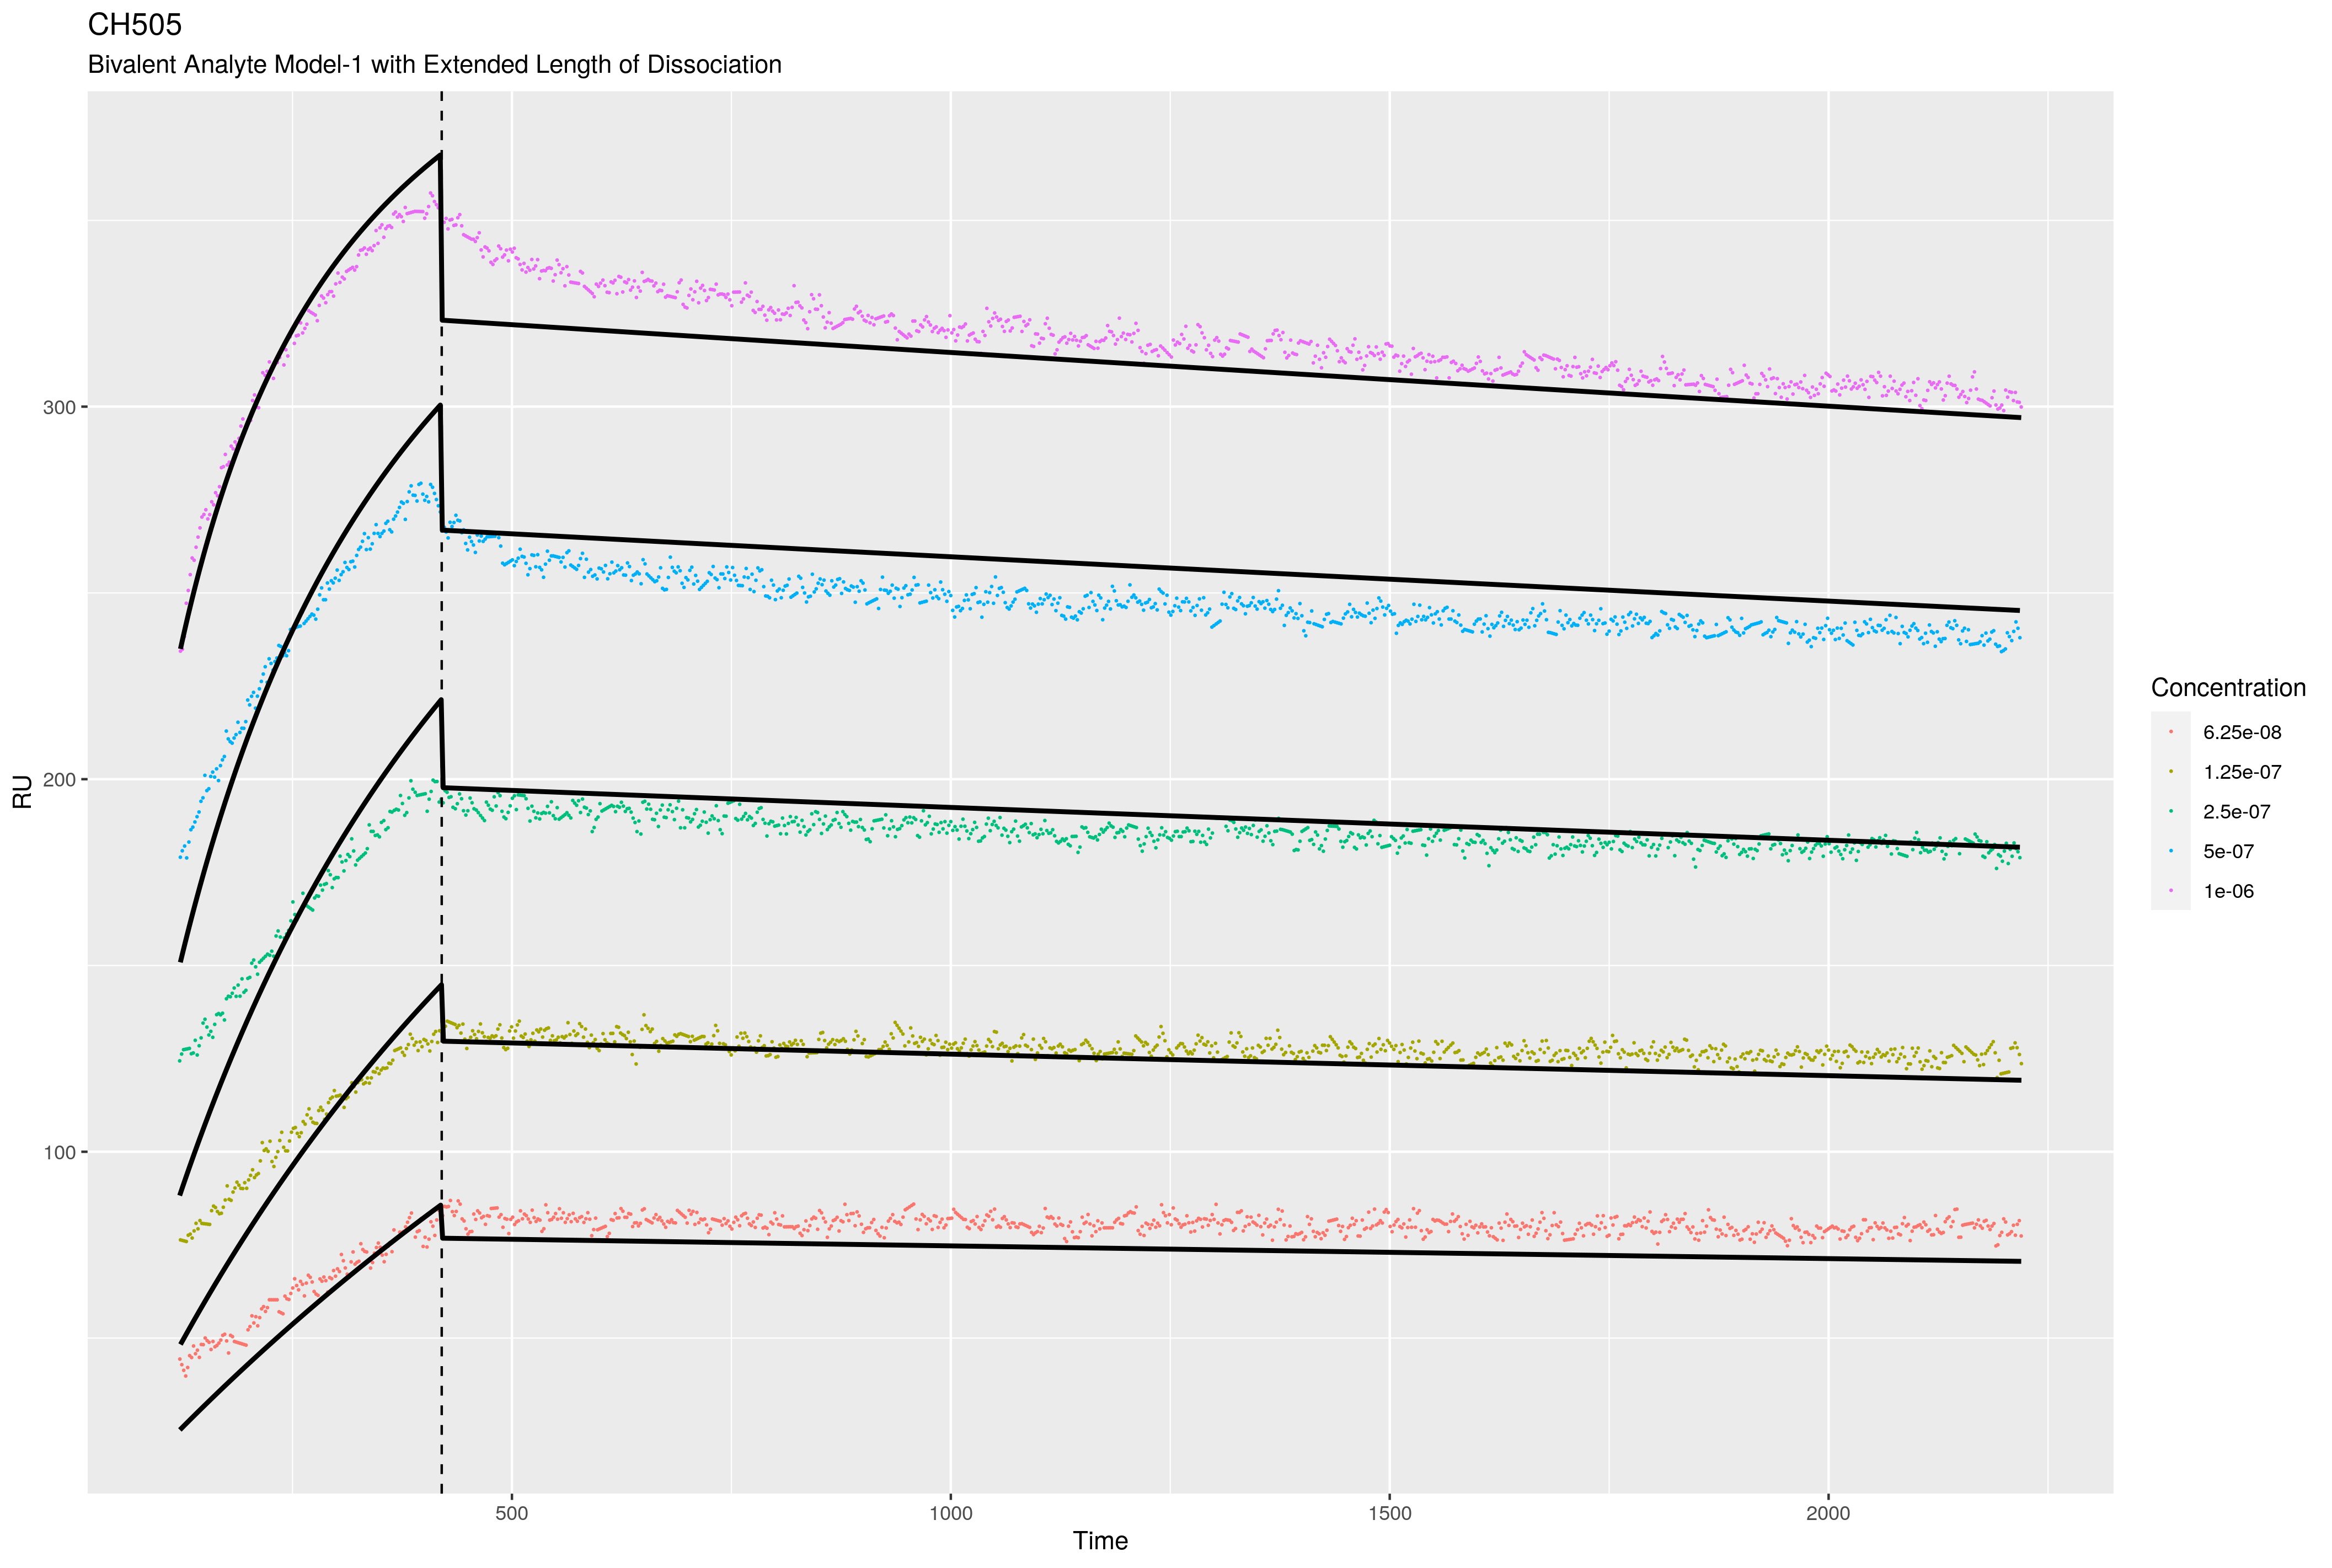 CH505
Bivalent Analyte Model-1 with Extended Length of Dissociation
RU
300
200
100
500
1000
1500
2000
Time
Concentration
6.25e-08
1.25e-07
2.5e-07
5e-07
1e-06